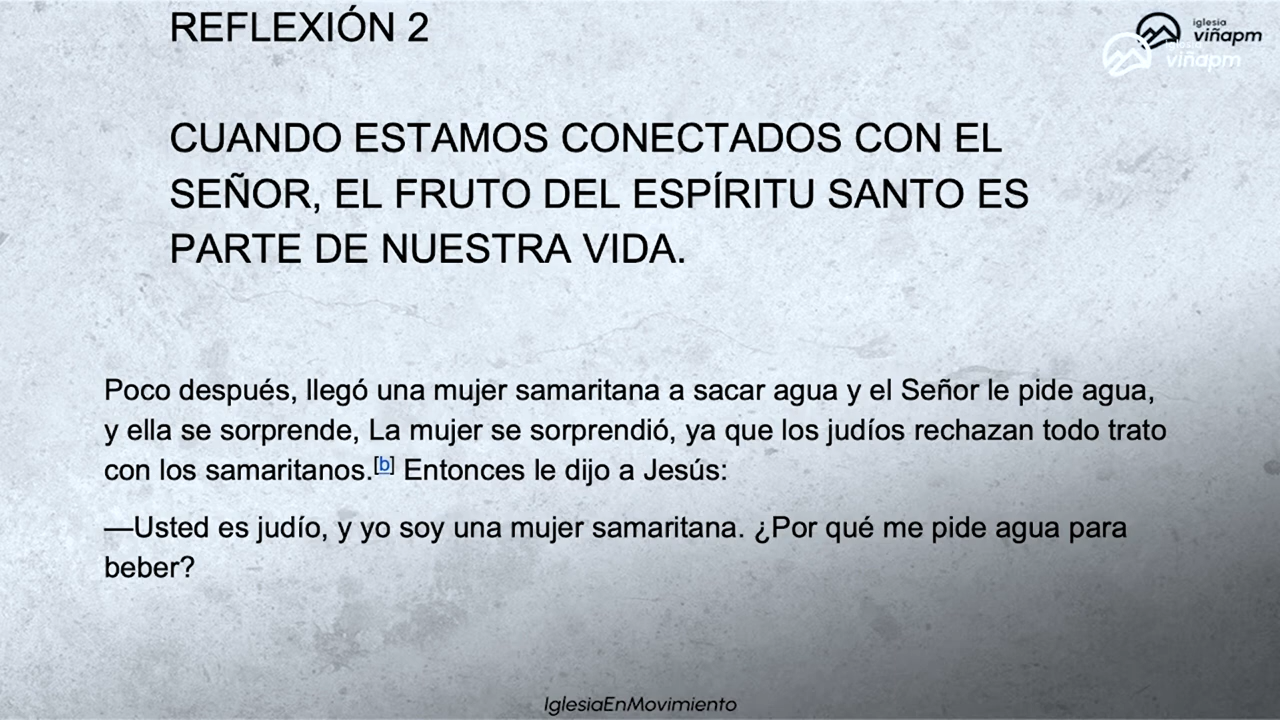 REFLEXIÓN 2
iglesia
viñapm
iglesia
viñapm
CUANDO ESTAMOS CONECTADOS CON EL
SEÑOR, EL FRUTO DEL ESPÍRITU SANTO ES
PARTE DE NUESTRA VIDA.
Poco después, llegó una mujer samaritana a sacar agua y el Señor le pide agua,
y ella se sorprende, La mujer se sorprendió, ya que los judíos rechazan todo trato
con los samaritanos.[b] Entonces le dijo a Jesús:
—Usted es judío, y yo soy una mujer samaritana. ¿Por qué me pide agua para
beber?
IglesiaEnMovimiento